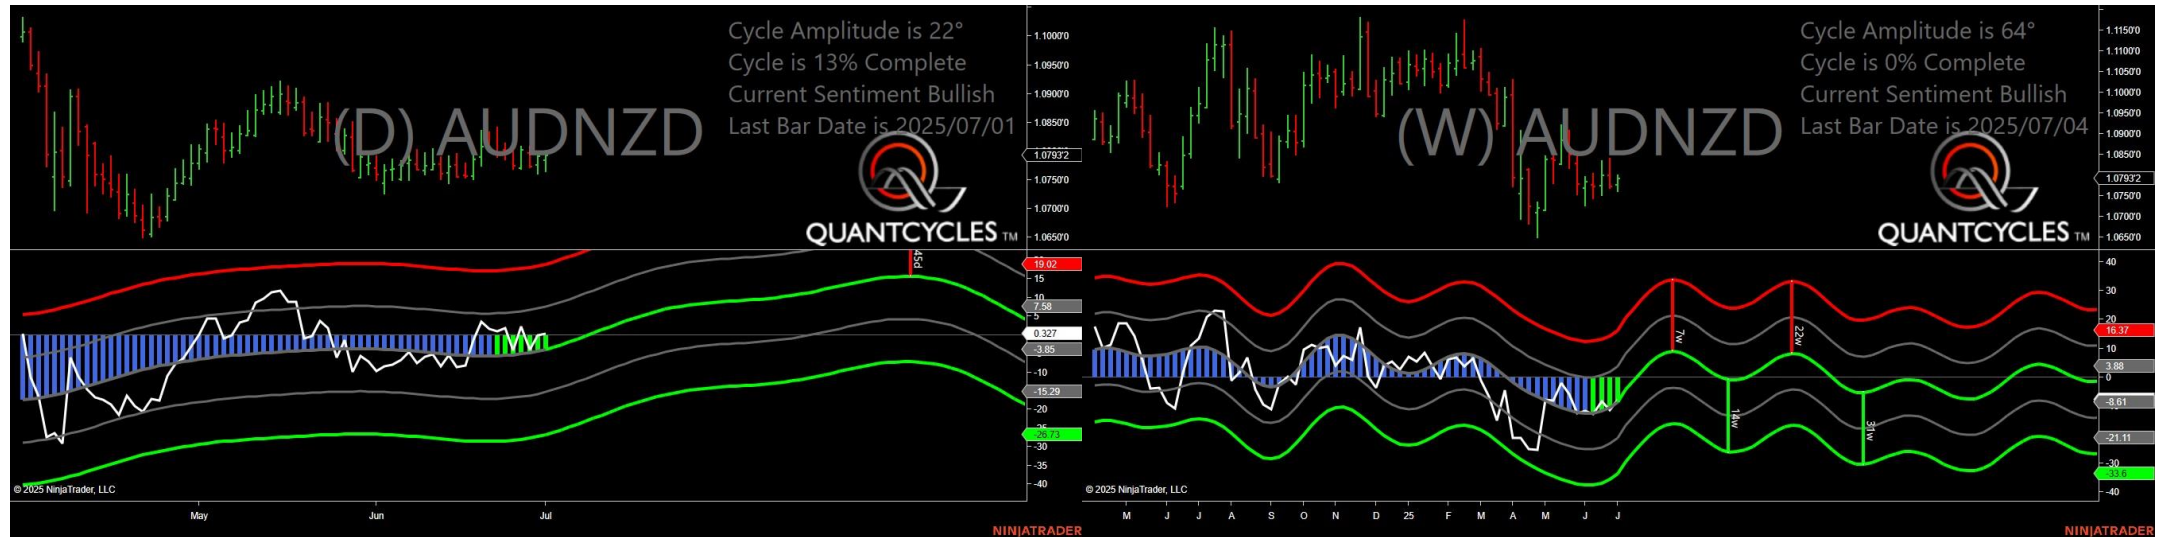 Cycle Amplitude is 22°
Cycle is 13% Complete
Current Sentiment Bullish
Last Bar Date is 2025/07/01
(D) AUDNZD
QUANTCYCLES TM
1.1000'0
1.0950'0
1.0900'0
1.0850'0
1.0793'2
1.0750'0
1.0700'0
1.0650'0
45d
19.02
15
10
7.58
5
0.327
-3.85
-10
-15.29
-20
-26.73
-30
-35
-40
© 2025 NinjaTrader, LLC
May
Jun
Jul
NINJATRADER
Cycle Amplitude is 64°
Cycle is 0% Complete
Current Sentiment Bullish
Last Bar Date is 2025/07/04
(W) AUDNZD
QUANTCYCLES TM
1.1150'0
1.1100'0
1.1050'0
1.1000'0
1.0950'0
1.0900'0
1.0850'0
1.0793'2
1.0750'0
1.0700'0
1.0650'0
7w
22w
14w
31w
40
30
20
16.37
10
3.88
0
-8.61
-21.11
-30
-33.6
-40
© 2025 NinjaTrader, LLC
M J J A S O N D 25 F M A M J J
NINJATRADER